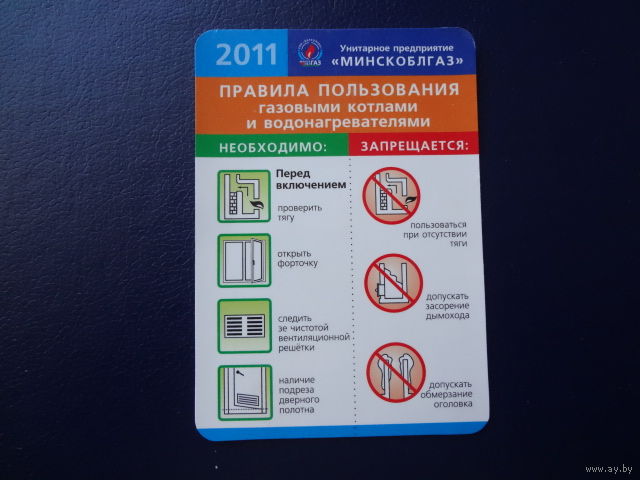 2011
ГАЗ
Унитарное предприятие
«МИНСКОБЛГАЗ»
ПРАВИЛА ПОЛЬЗОВАНИЯ
газовыми котлами
и водонагревателями
НЕОБХОДИМО:
Перед
включением
проверить
тягу
открыть
форточку
следить
зе чистотой
вентиляционной
решётки
наличие
подреза
дверного
полотна
ЗАПРЕЩАЕТСЯ:
пользоваться
при отсутствии
тяги
допускать
засорение
дымохода
допускать
обмерзание
оголовка
www.ay.by